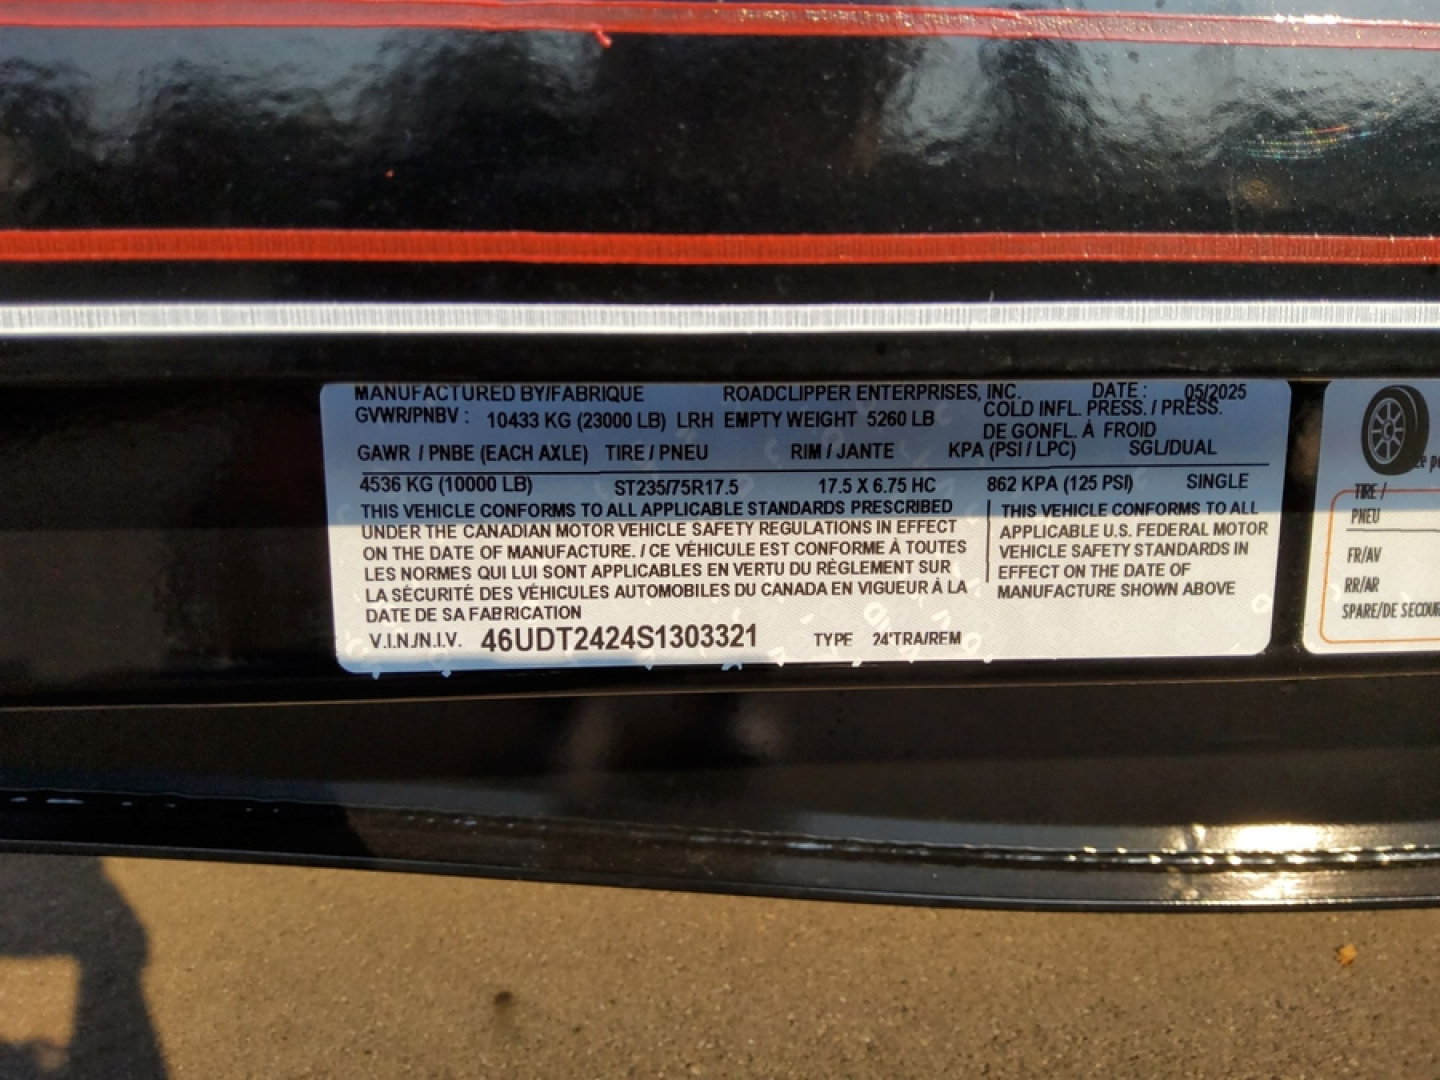 MANUFACTURED BY/FABRIQUE ROADCLIPPER ENTERPRISES, INC. DATE : 05/2025
GVWR/PNBV : 10433 KG (23000 LB) LRH EMPTY WEIGHT 5260 LB COLD INFL. PRESS. / PRESS.
DE GONFL. À FROID
GAWR / PNBE (EACH AXLE) TIRE / PNEU RIM / JANTE KPA (PSI / LPC) SGL/DUAL
4536 KG (10000 LB) ST235/75R17.5 17.5 X 6.75 HC 862 KPA (125 PSI) SINGLE
THIS VEHICLE CONFORMS TO ALL APPLICABLE STANDARDS PRESCRIBED
UNDER THE CANADIAN MOTOR VEHICLE SAFETY REGULATIONS IN EFFECT
ON THE DATE OF MANUFACTURE. / CE VÉHICULE EST CONFORME À TOUTES
LES NORMES QUI LUI SONT APPLICABLES EN VERTU DU RÈGLEMENT SUR
LA SÉCURITÉ DES VÉHICULES AUTOMOBILES DU CANADA EN VIGUEUR À LA
DATE DE SA FABRICATION
THIS VEHICLE CONFORMS TO ALL
APPLICABLE U.S. FEDERAL MOTOR
VEHICLE SAFETY STANDARDS IN
EFFECT ON THE DATE OF
MANUFACTURE SHOWN ABOVE
V.I.N./N.I.V. 46UDT2424S1303321 TYPE 24'TRA/REM
TIRE /
PNEU
FR/AV
RR/AR
SPARE/DE